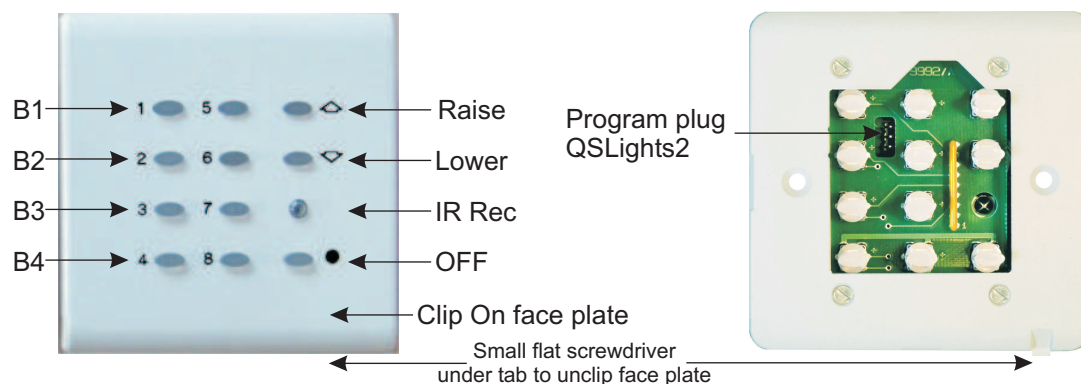 B1
1
5
Raise
B2
2
6
Lower
B3
3
7
IR Rec
B4
4
8
OFF
Clip On face plate
Small flat screwdriver
under tab to unclip face plate
Program plug
QSLights2
1